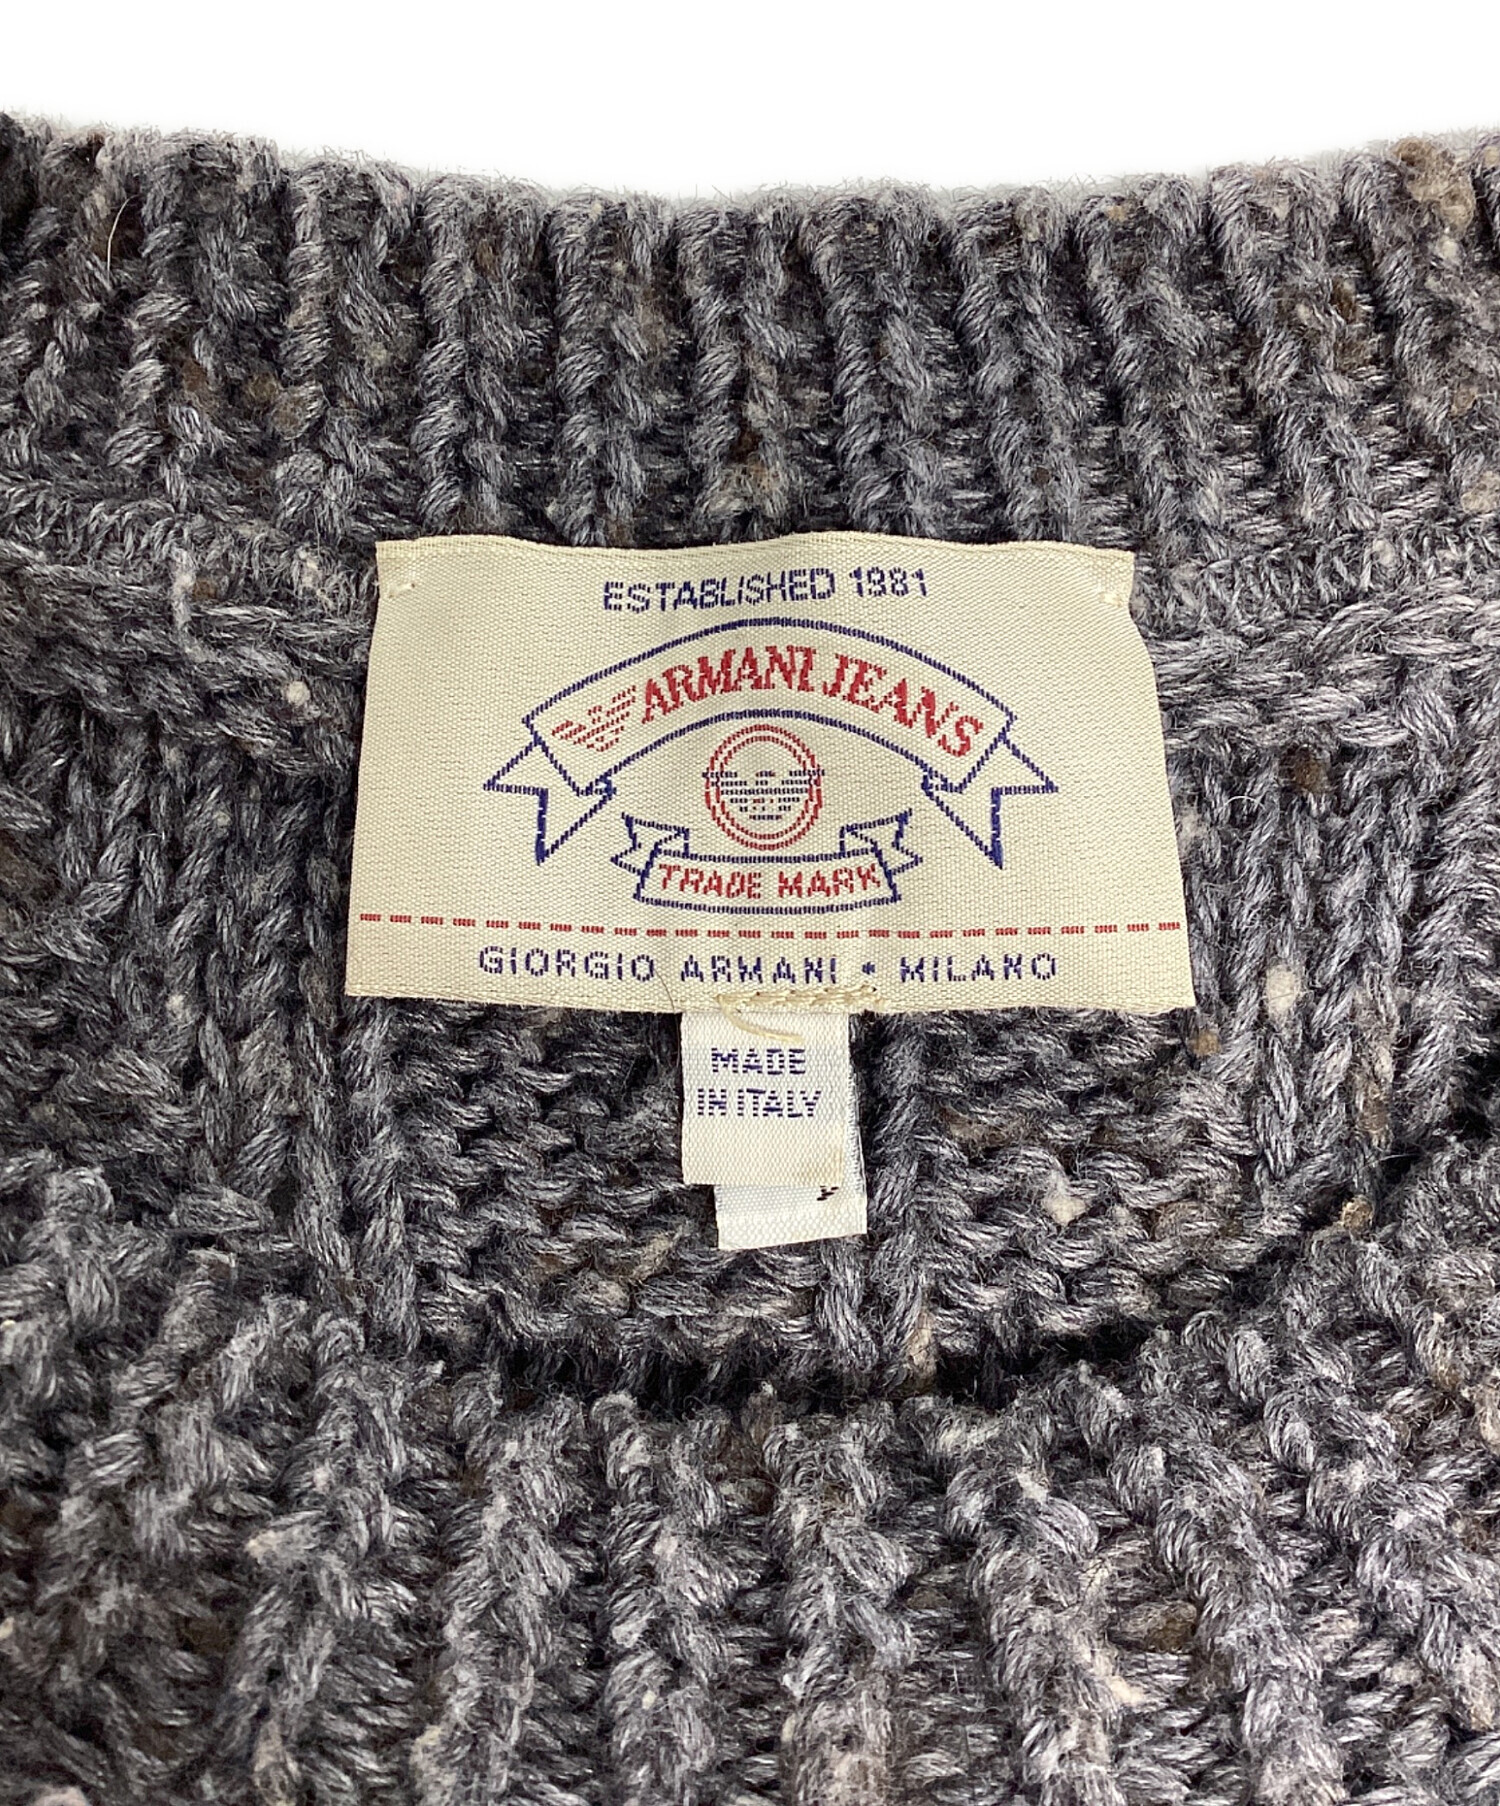 ESTABLISHED 1981
ARMANI JEANS
TRADE MARK
GIORGIO ARMANI • MILANO
MADE
IN ITALY